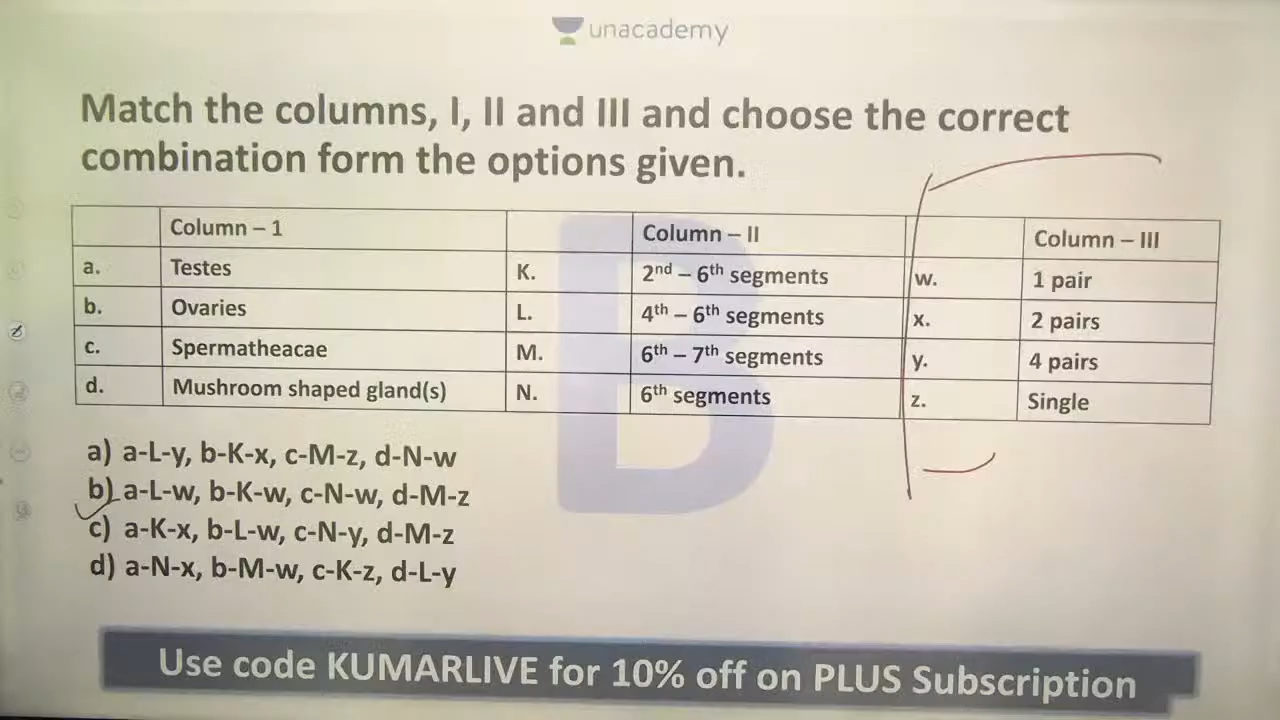 unacademy
Match the columns, I, II and III and choose the correct
combination form the options given.
Column – 1 Column – II Column – III
a. Testes K. 2nd – 6th segments w. 1 pair
b. Ovaries L. 4th – 6th segments x. 2 pairs
c. Spermatheacae M. 6th – 7th segments y. 4 pairs
d. Mushroom shaped gland(s) N. 6th segments z. Single
B
a) a-L-y, b-K-x, c-M-z, d-N-w
b) a-L-w, b-K-w, c-N-w, d-M-z
c) a-K-x, b-L-w, c-N-y, d-M-z
d) a-N-x, b-M-w, c-K-z, d-L-y
Use code KUMARLIVE for 10% off on PLUS Subscription